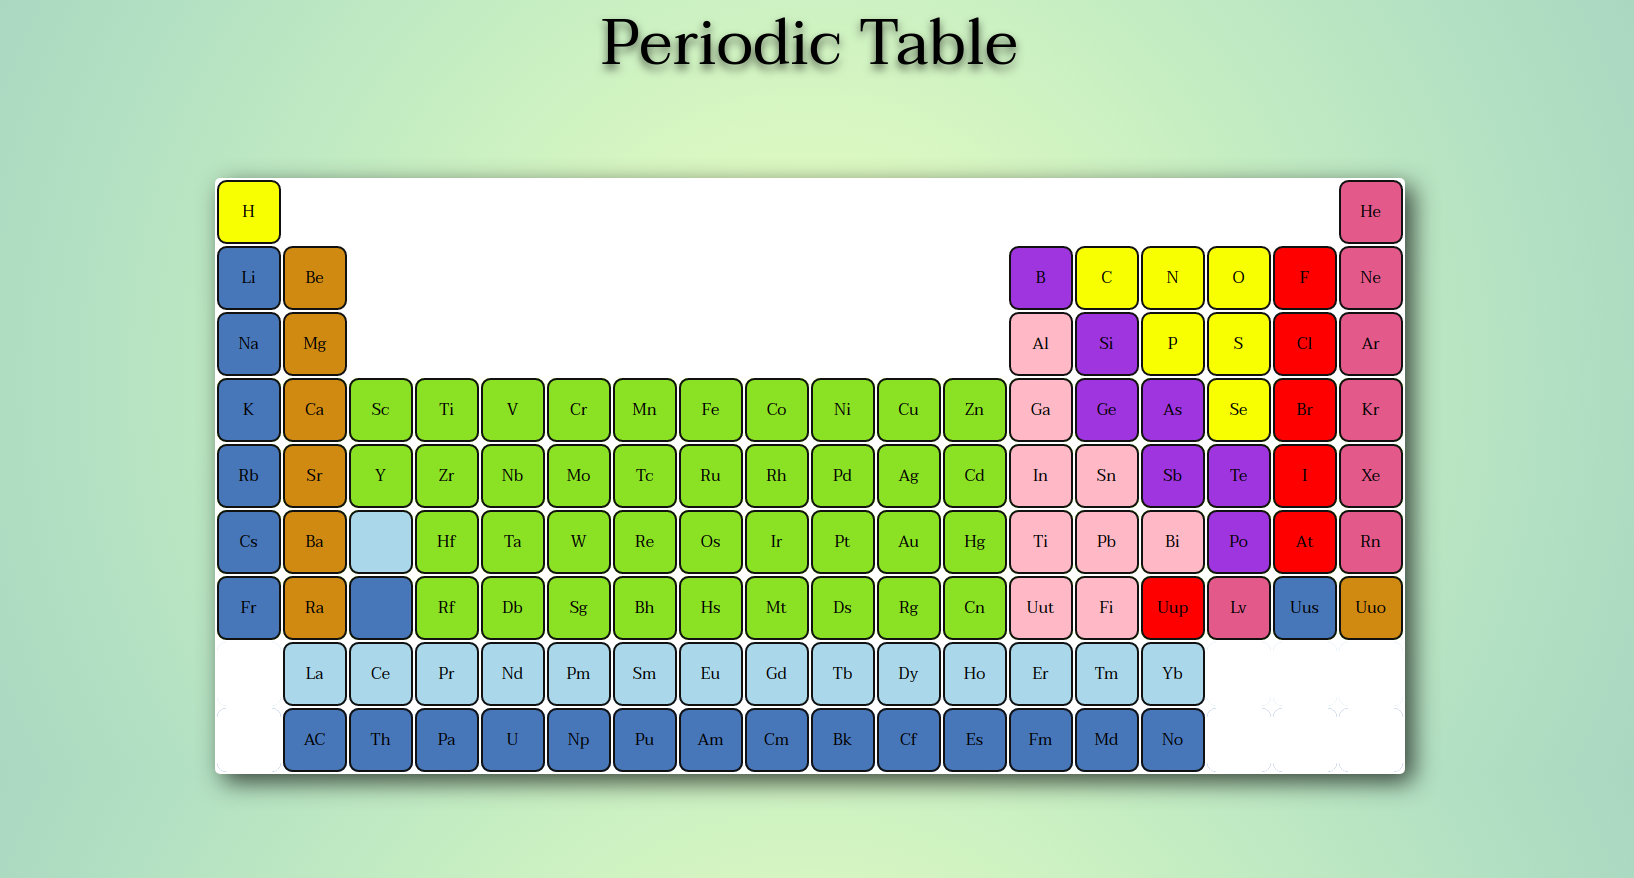 Periodic Table
H He
Li Be B C N O F Ne
Na Mg Al Si P S Cl Ar
K Ca Sc Ti V Cr Mn Fe Co Ni Cu Zn Ga Ge As Se Br Kr
Rb Sr Y Zr Nb Mo Tc Ru Rh Pd Ag Cd In Sn Sb Te I Xe
Cs Ba Hf Ta W Re Os Ir Pt Au Hg Ti Pb Bi Po At Rn
Fr Ra Rf Db Sg Bh Hs Mt Ds Rg Cn Uut Fi Uup Lv Uus Uuo
La Ce Pr Nd Pm Sm Eu Gd Tb Dy Ho Er Tm Yb
AC Th Pa U Np Pu Am Cm Bk Cf Es Fm Md No